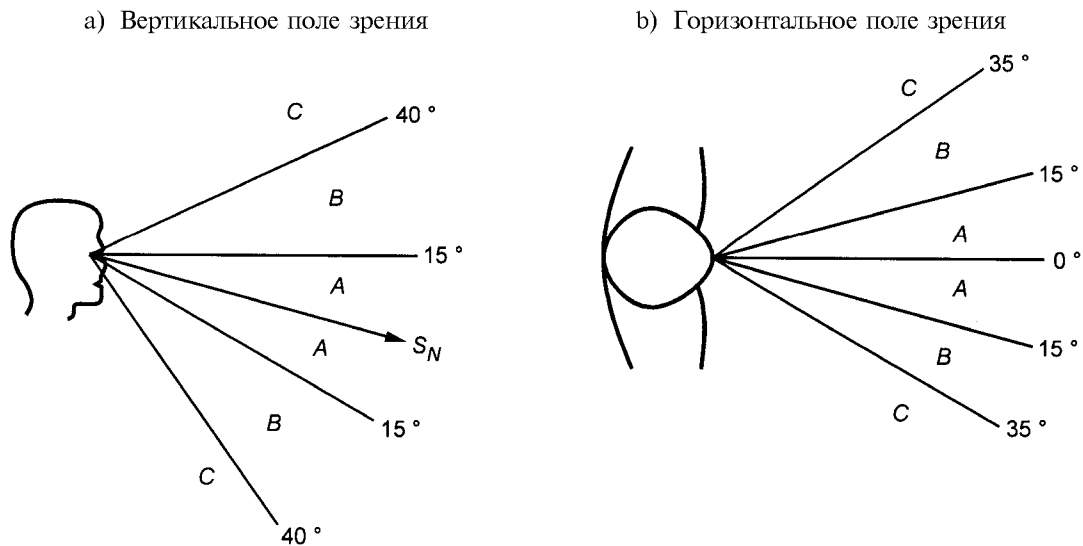 a) Вертикальное поле зрения
C
40 °
B
15 °
A
S_N
A
15 °
B
C
40 °
b) Горизонтальное поле зрения
35 °
C
B
15 °
A
0 °
A
15 °
B
C
35 °